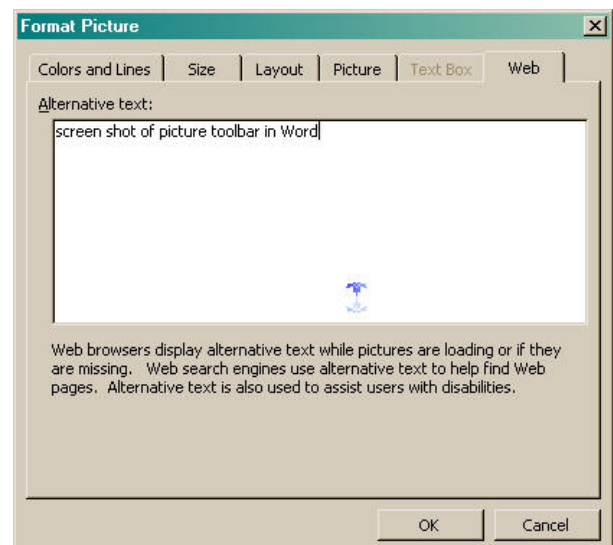 Format Picture
Colors and Lines Size Layout Picture Text Box Web
Alternative text:
screen shot of picture toolbar in Word
Web browsers display alternative text while pictures are loading or if they
are missing. Web search engines use alternative text to help find Web
pages. Alternative text is also used to assist users with disabilities.
OK Cancel